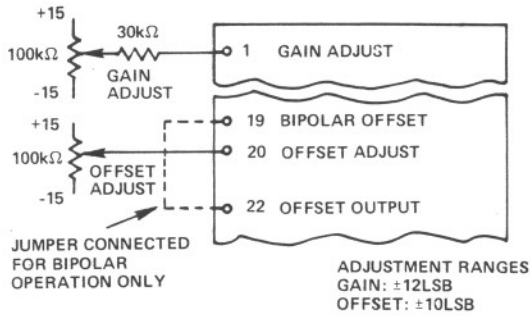 +15
30kΩ
100kΩ
1 GAIN ADJUST
GAIN
ADJUST
-15
+15
19 BIPOLAR OFFSET
100kΩ
20 OFFSET ADJUST
OFFSET
ADJUST
-15
22 OFFSET OUTPUT
JUMPER CONNECTED
FOR BIPOLAR
OPERATION ONLY
ADJUSTMENT RANGES
GAIN: ±12LSB
OFFSET: ±10LSB